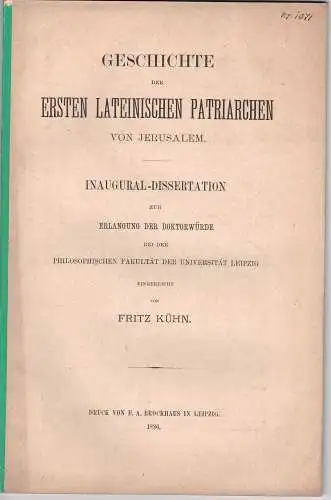 GESCHICHTE
DER
ERSTEN LATEINISCHEN PATRIARCHEN
VON JERUSALEM.
INAUGURAL-DISSERTATION
ZUR
ERLANGUNG DER DOKTORWÜRDE
BEI DER
PHILOSOPHISCHEN FAKULTÄT DER UNIVERSITÄT LEIPZIG
EINGEREICHT
VON
FRITZ KÜHN.
DRUCK VON F. A. BROCKHAUS IN LEIPZIG.
1886.